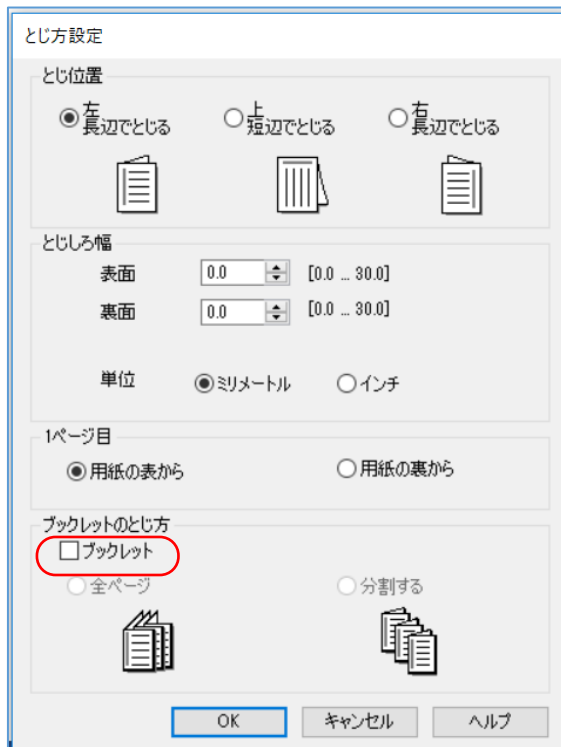 とじ方設定
とじ位置
左
長辺でとじる
上
短辺でとじる
右
長辺でとじる
とじしろ幅
表面 0.0 [0.0 ... 30.0]
裏面 0.0 [0.0 ... 30.0]
単位 ミリメートル インチ
1ページ目
用紙の表から 用紙の裏から
ブックレットのとじ方
ブックレット
全ページ 分割する
OK キャンセル ヘルプ